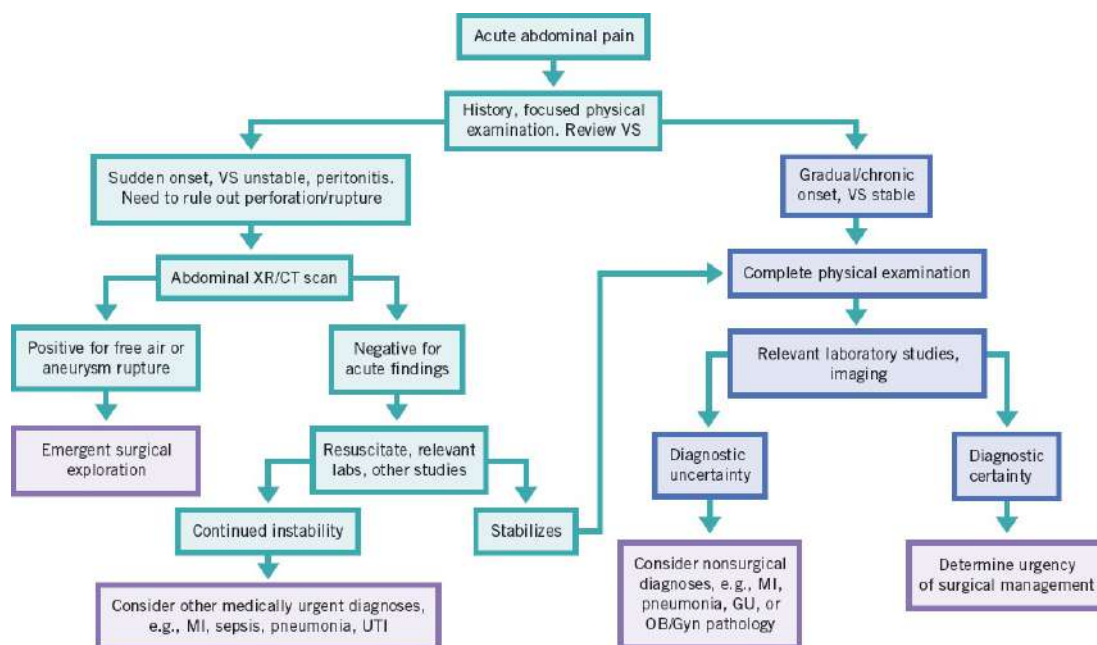 Acute abdominal pain
History, focused physical
examination. Review VS
Sudden onset, VS unstable, peritonitis.
Need to rule out perforation/rupture
Gradual/chronic
onset, VS stable
Abdominal XR/CT scan
Complete physical examination
Positive for free air or
aneurysm rupture
Negative for
acute findings
Relevant laboratory studies,
imaging
Emergent surgical
exploration
Resuscitate, relevant
labs, other studies
Diagnostic
uncertainty
Diagnostic
certainty
Continued instability
Stabilizes
Consider other medically urgent diagnoses,
e.g., MI, sepsis, pneumonia, UTI
Consider nonsurgical
diagnoses, e.g., MI,
pneumonia, GU, or
OB/Gyn pathology
Determine urgency
of surgical management